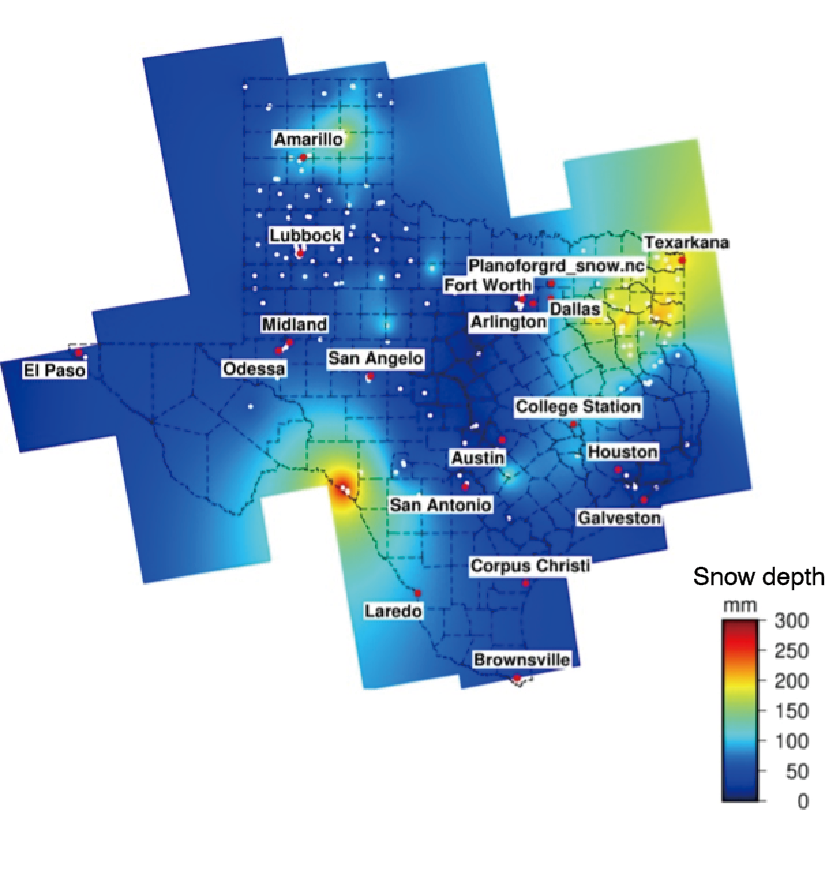 Amarillo
Lubbock
Texarkana
Planoforgrd_snow.nc
Fort Worth
Dallas
Arlington
Midland
El Paso
Odessa
San Angelo
College Station
Austin
Houston
San Antonio
Galveston
Corpus Christi
Laredo
Brownsville
Snow depth
mm
300
250
200
150
100
50
0